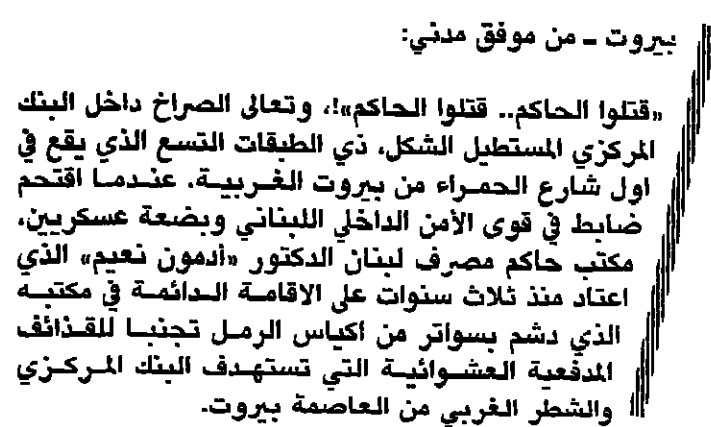 بيروت ـ من موفق مدني:
«قتلوا الحاكم.. قتلوا الحاكم»!، وتعالى الصراخ داخل البنك
المركزي المستطيل الشكل، ذي الطبقات التسع الذي يقع في
اول شارع الحمراء من بيروت الغربية. عندما اقتحم
ضابط في قوى الأمن الداخلي اللبناني وبضعة عسكريين،
مكتب حاكم مصرف لبنان الدكتور «أدمون نعيم» الذي
اعتاد منذ ثلاث سنوات على الاقامة الدائمة في مكتبه
الذي دشم بسواتر من اكياس الرمل تجنبا للقذائف
المدفعية العشوائية التي تستهدف البنك المركزي
والشطر الغربي من العاصمة بيروت.